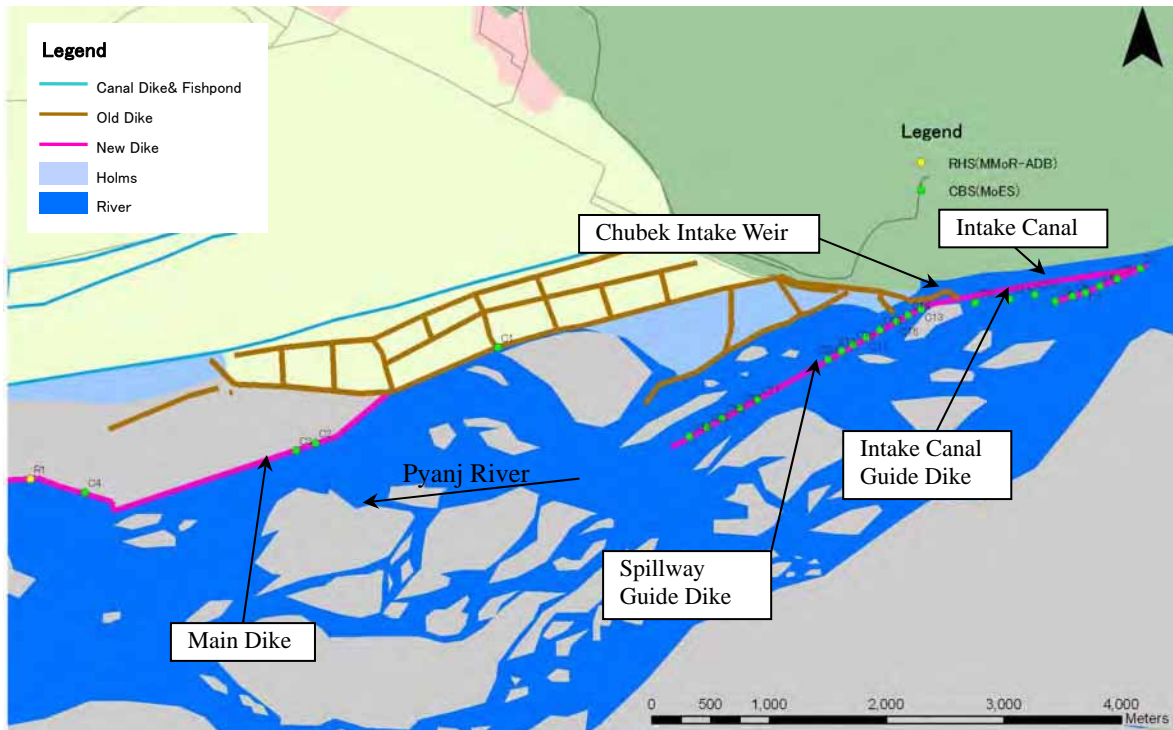 Legend
Canal Dike& Fishpond
Old Dike
New Dike
Holms
River
Legend
RHS(MMoR-ADB)
CBS(MoES)
Chubek Intake Weir
Intake Canal
C13
C1
Intake Canal
Guide Dike
C2
Pyanj River
R1
C4
Spillway
Guide Dike
Main Dike
0 500 1,000 2,000 3,000 4,000
Meters